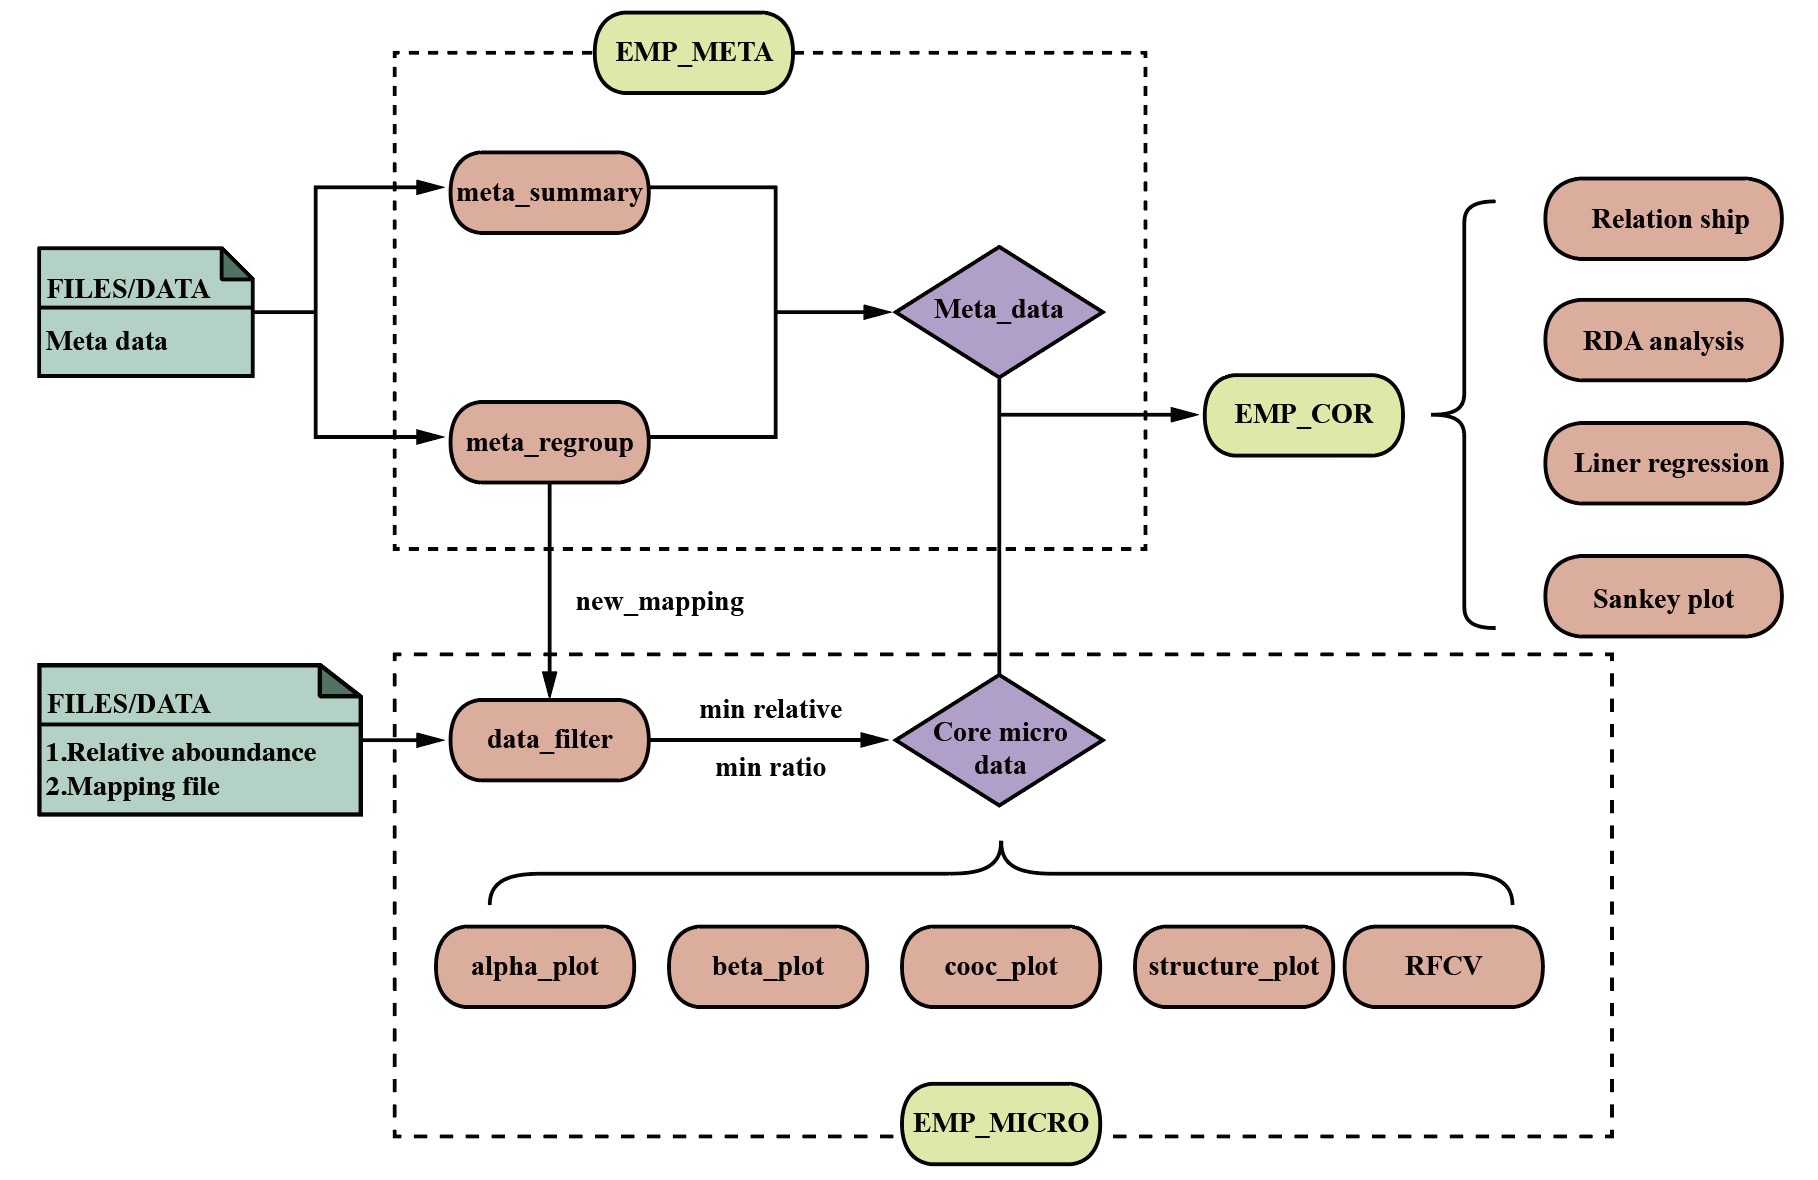 EMP_META
meta_summary
Relation ship
FILES/DATA
Meta data
Meta_data
RDA analysis
EMP_COR
meta_regroup
Liner regression
new_mapping
Sankey plot
FILES/DATA
1.Relative aboundance
2.Mapping file
data_filter
min relative
min ratio
Core micro
data
alpha_plot
beta_plot
cooc_plot
structure_plot
RFCV
EMP_MICRO